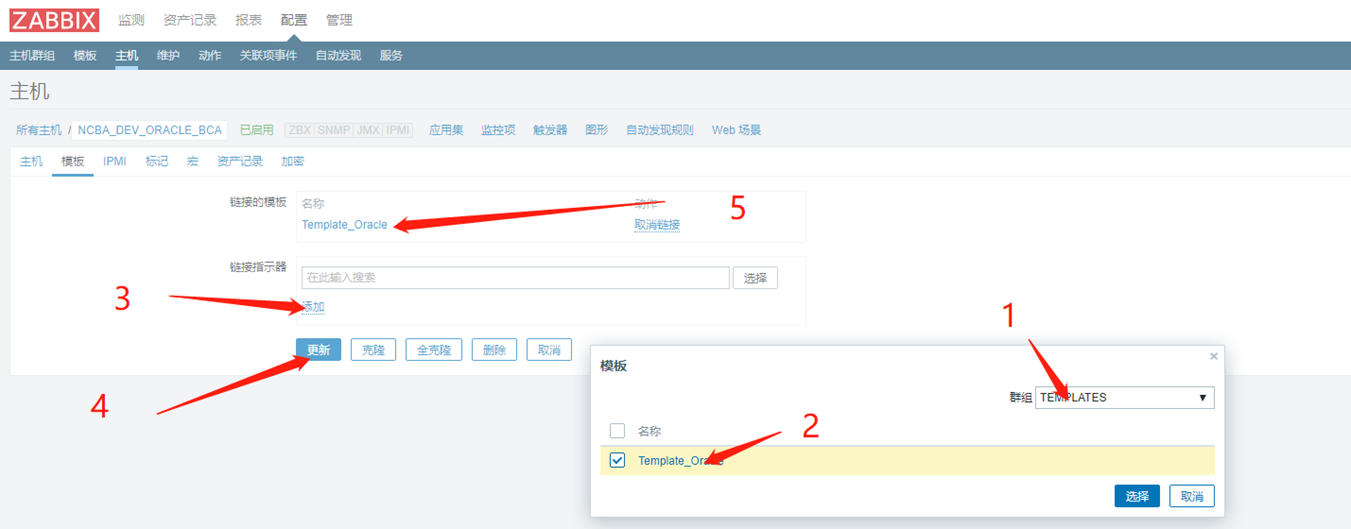 ZABBIX 监测 资产记录 报表 配置 管理
主机群组 模板 主机 维护 动作 关联项事件 自动发现 服务
主机
所有主机 / NCBA_DEV_ORACLE_BCA 已启用 ZBX SNMP JMX IPMI 应用集 监控项 触发器 图形 自动发现规则 Web 场景
主机 模板 IPMI 标记 宏 资产记录 加密
链接的模板 名称 动作 5
Template_Oracle 取消链接
链接指示器 在此输入搜索 选择
3 添加 1
更新 克隆 全克隆 删除 取消
模板 ×
4 群组 TEMPLATES ▼
名称 2
Template_Oracle
选择 取消